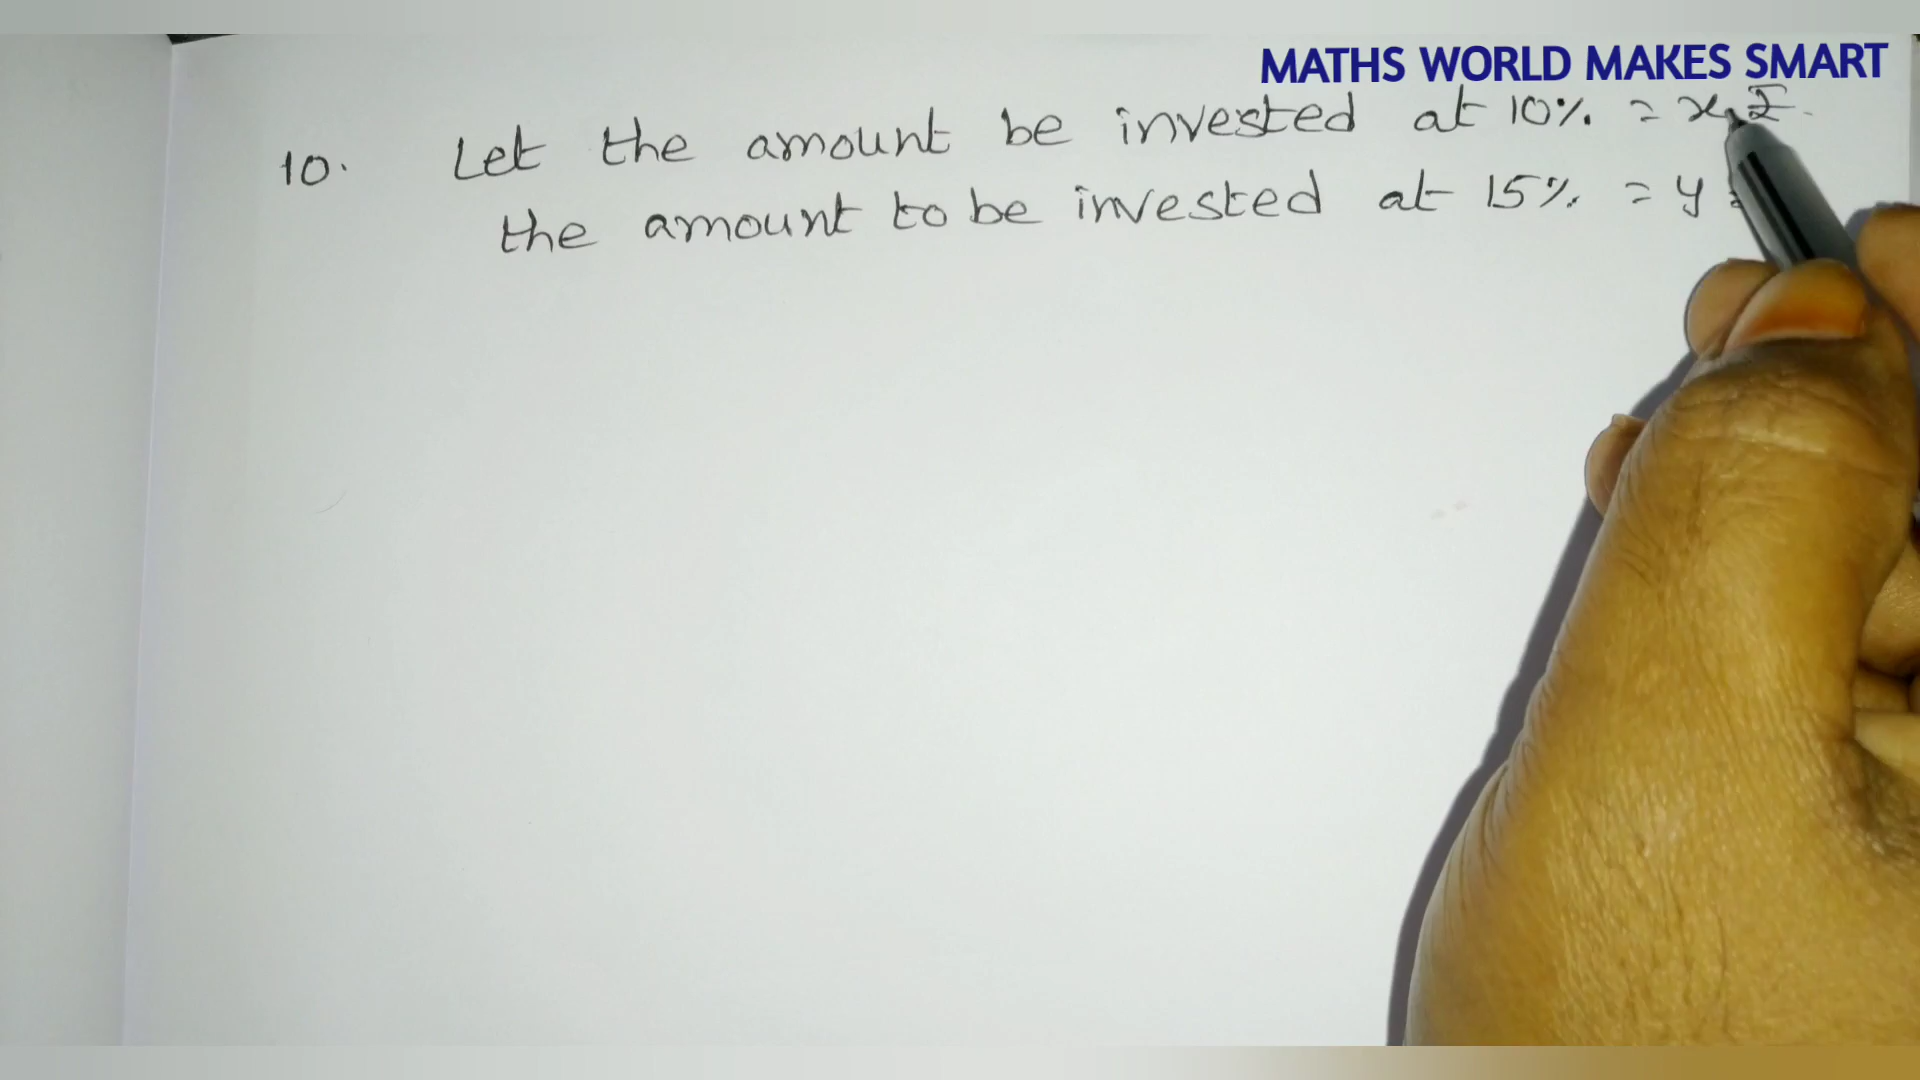 MATHS WORLD MAKES SMART
10. Let the amount be invested at 10% = x ₹.
the amount to be invested at 15% = y